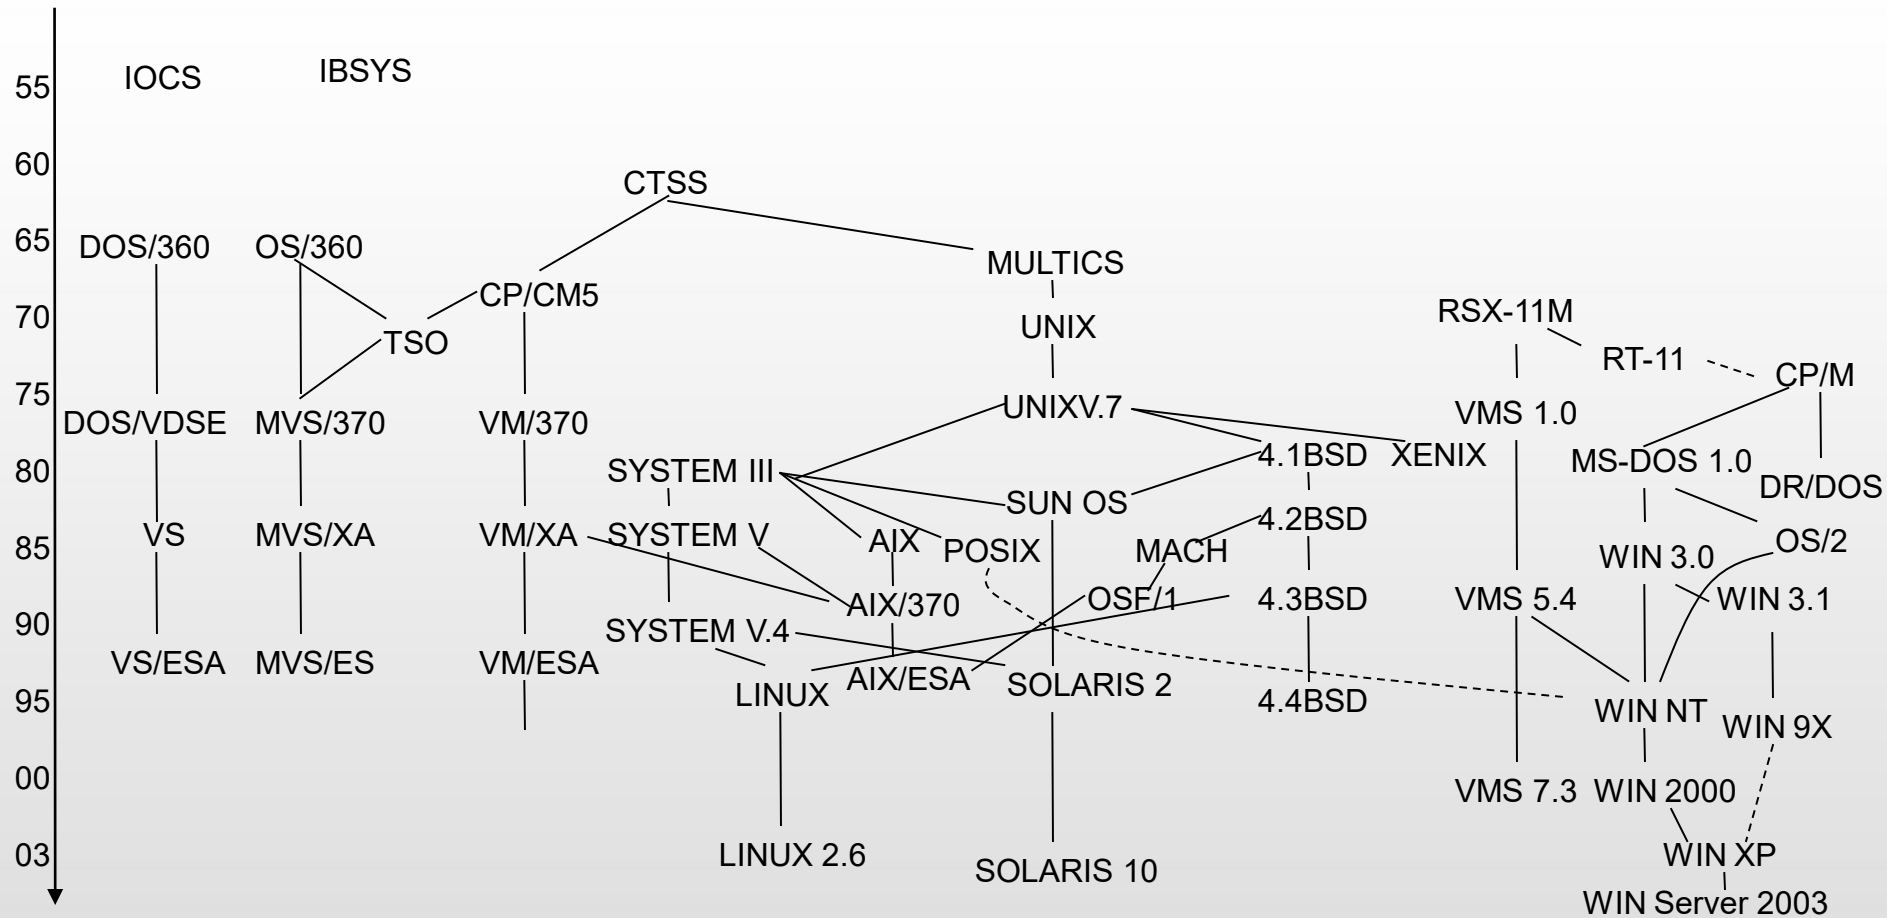 55
IOCS
IBSYS
60
CTSS
65
DOS/360
OS/360
MULTICS
CP/CM5
70
RSX-11M
UNIX
TSO
RT-11
CP/M
75
UNIXV.7
VMS 1.0
DOS/VDSE
MVS/370
VM/370
4.1BSD
XENIX
MS-DOS 1.0
80
SYSTEM III
DR/DOS
SUN OS
4.2BSD
VS
MVS/XA
VM/XA
SYSTEM V
AIX
OS/2
85
POSIX
MACH
WIN 3.0
OSF/1
4.3BSD
VMS 5.4
WIN 3.1
AIX/370
90
SYSTEM V.4
VS/ESA
MVS/ES
VM/ESA
AIX/ESA
SOLARIS 2
LINUX
95
4.4BSD
WIN NT
WIN 9X
00
VMS 7.3
WIN 2000
03
LINUX 2.6
WIN XP
SOLARIS 10
WIN Server 2003